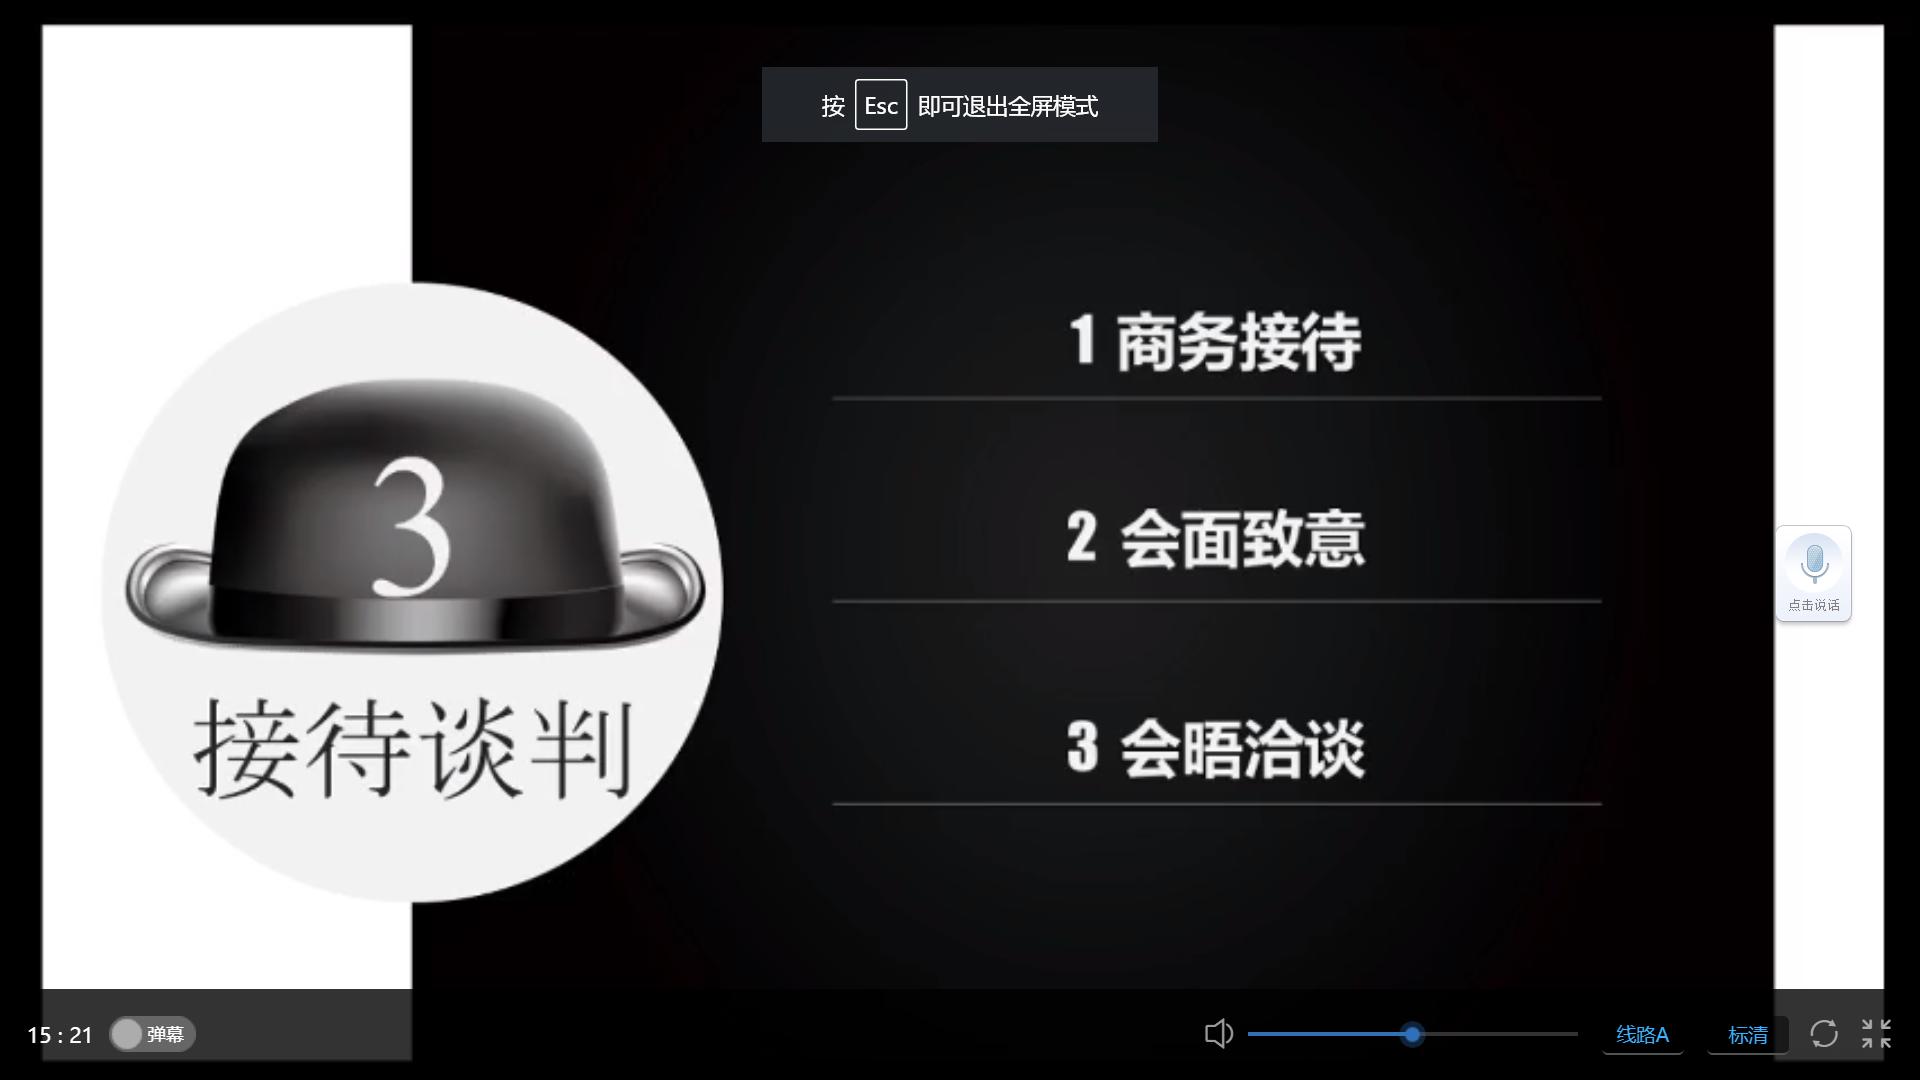 按 Esc 即可退出全屏模式
1 商务接待
2 会面致意
3 会晤洽谈
3
接待谈判
点击说话
15 : 21 弹幕 线路A 标清